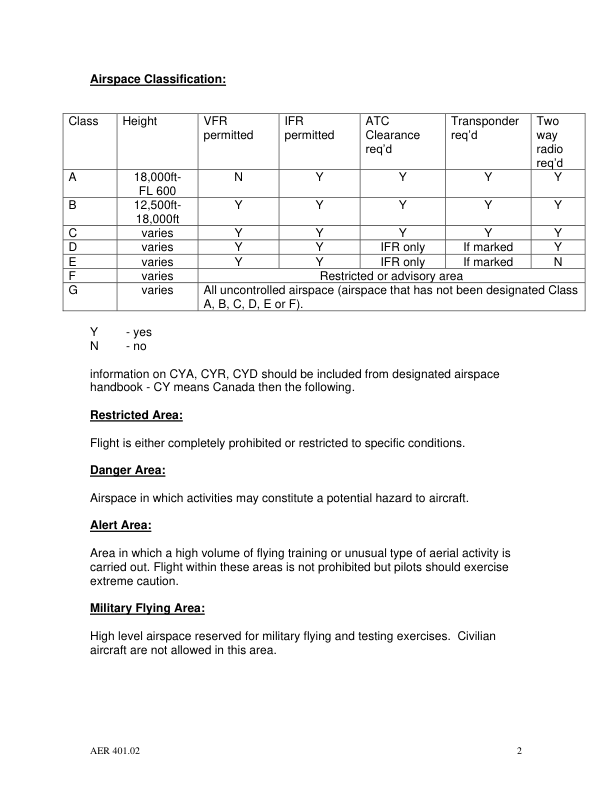 Airspace Classification:
Class Height VFR permitted IFR permitted ATC Clearance req'd Transponder req'd Two way radio req'd
A 18,000ft-FL 600 N Y Y Y Y
B 12,500ft-18,000ft Y Y Y Y Y
C varies Y Y Y Y Y
D varies Y Y IFR only If marked Y
E varies Y Y IFR only If marked N
F varies Restricted or advisory area
G varies All uncontrolled airspace (airspace that has not been designated Class
A, B, C, D, E or F).
Y - yes
N - no
information on CYA, CYR, CYD should be included from designated airspace
handbook - CY means Canada then the following.
Restricted Area:
Flight is either completely prohibited or restricted to specific conditions.
Danger Area:
Airspace in which activities may constitute a potential hazard to aircraft.
Alert Area:
Area in which a high volume of flying training or unusual type of aerial activity is
carried out. Flight within these areas is not prohibited but pilots should exercise
extreme caution.
Military Flying Area:
High level airspace reserved for military flying and testing exercises.  Civilian
aircraft are not allowed in this area.
AER 401.02 2